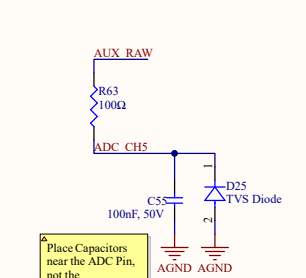 AUX_RAW
R63
100Ω
ADC_CH5
1
C55
100nF, 50V
D25
TVS Diode
2
AGND AGND
Place Capacitors
near the ADC Pin,
not the